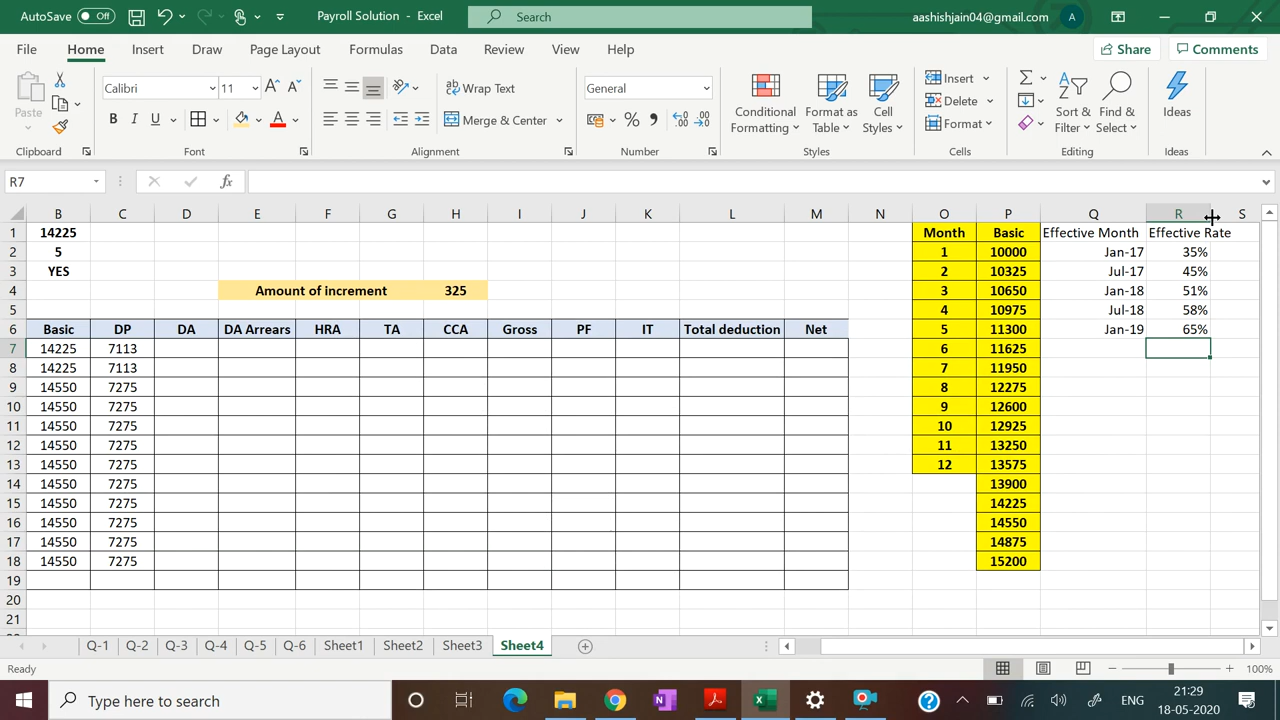 AutoSave Off Payroll Solution - Excel Search aashishjain04@gmail.com A
File Home Insert Draw Page Layout Formulas Data Review View Help Share Comments
Paste Calibri 11 A A ab Wrap Text General Conditional Formatting Format as Table Cell Styles Insert Σ A Z Sort & Filter Find & Select Ideas
B I U A Merge & Center % , Delete Format
Clipboard Font Alignment Number Styles Cells Editing Ideas
R7 fx
B C D E F G H I J K L M N O P Q R S
1 14225 Month Basic Effective Month Effective Rate
2 5 1 10000 Jan-17 35%
3 YES 2 10325 Jul-17 45%
4 Amount of increment 325 3 10650 Jan-18 51%
5 4 10975 Jul-18 58%
6 Basic DP DA DA Arrears HRA TA CCA Gross PF IT Total deduction Net 5 11300 Jan-19 65%
7 14225 7113 6 11625
8 14225 7113 7 11950
9 14550 7275 8 12275
10 14550 7275 9 12600
11 14550 7275 10 12925
12 14550 7275 11 13250
13 14550 7275 12 13575
14 14550 7275 13900
15 14550 7275 14225
16 14550 7275 14550
17 14550 7275 14875
18 14550 7275 15200
19
20
21
Q-1 Q-2 Q-3 Q-4 Q-5 Q-6 Sheet1 Sheet2 Sheet3 Sheet4
Ready 100%
Type here to search ENG 21:29
18-05-2020